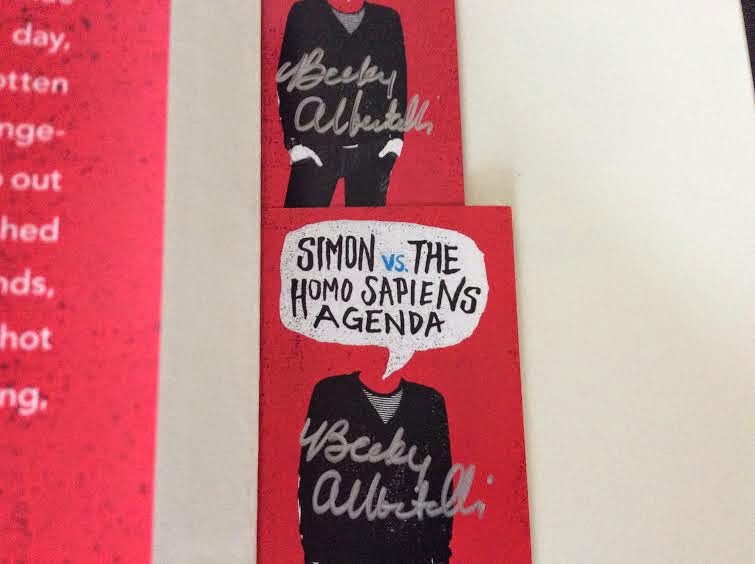 day,
otten
nge-
out
hed
nds,
hot
ng,
Becky
Albertalli
SIMON vs. THE
HOMO SAPIENS
AGENDA
Becky
Albertalli